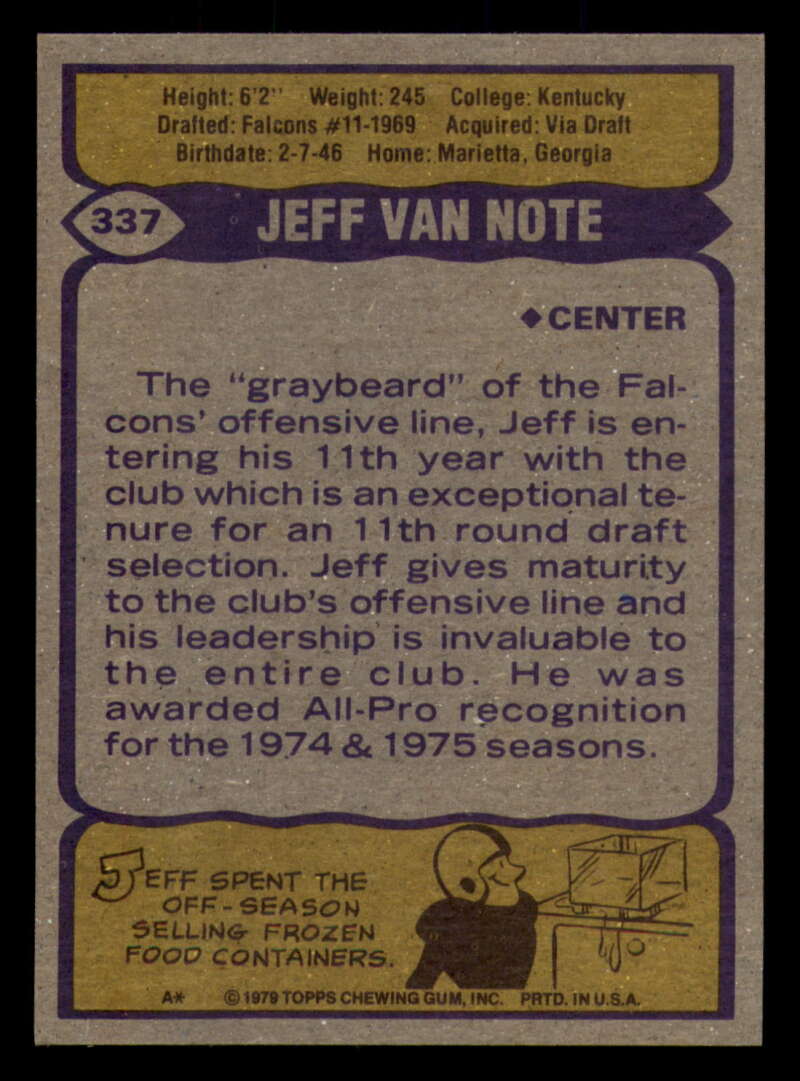 Height: 6'2" Weight: 245 College: Kentucky
Drafted: Falcons #11-1969 Acquired: Via Draft
Birthdate: 2-7-46 Home: Marietta, Georgia
337 JEFF VAN NOTE
◆CENTER
The "graybeard" of the Fal-
cons' offensive line, Jeff is en-
tering his 11th year with the
club which is an exceptional te-
nure for an 11th round draft
selection. Jeff gives maturity
to the club's offensive line and
his leadership is invaluable to
the entire club. He was
awarded All-Pro recognition
for the 1974 & 1975 seasons.
JEFF SPENT THE
OFF-SEASON
SELLING FROZEN
FOOD CONTAINERS.
A* © 1979 TOPPS CHEWING GUM, INC. PRTD. IN U.S.A.